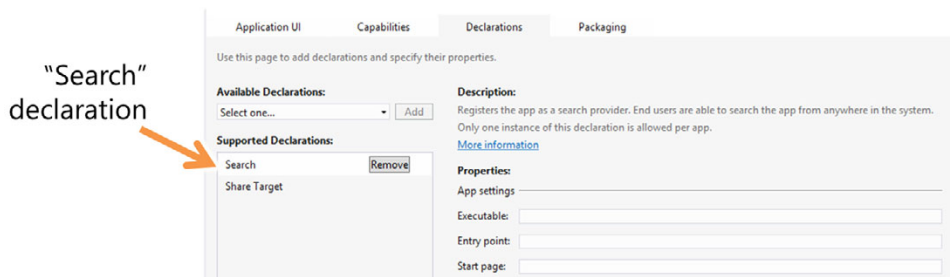 Application UI Capabilities Declarations Packaging
Use this page to add declarations and specify their properties.
"Search"
declaration
Available Declarations:
Select one... Add
Supported Declarations:
Search Remove
Share Target
Description:
Registers the app as a search provider. End users are able to search the app from anywhere in the system.
Only one instance of this declaration is allowed per app.
More information
Properties:
App settings
Executable:
Entry point:
Start page: